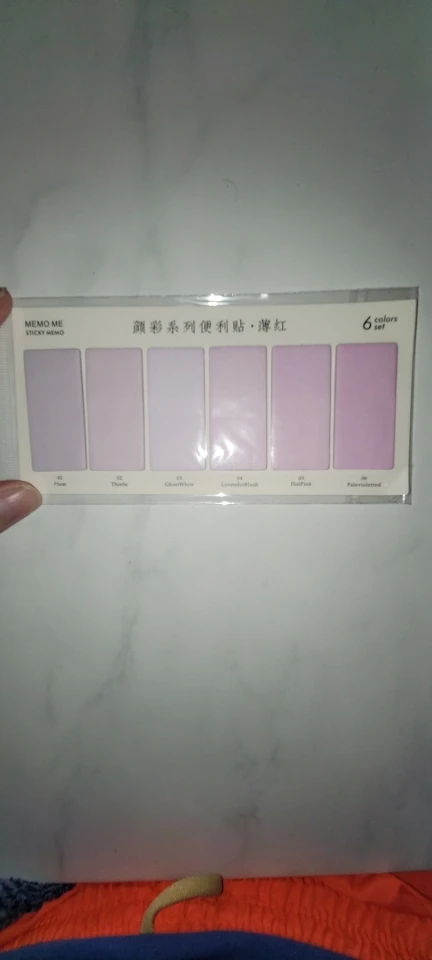 MEMO ME
STICKY MEMO
顔彩系列便利贴·薄红
6 colors set
01
Plum
02
Thistle
03
GhostWhite
04
LavenderBlush
05
HotPink
06
Palevioletred